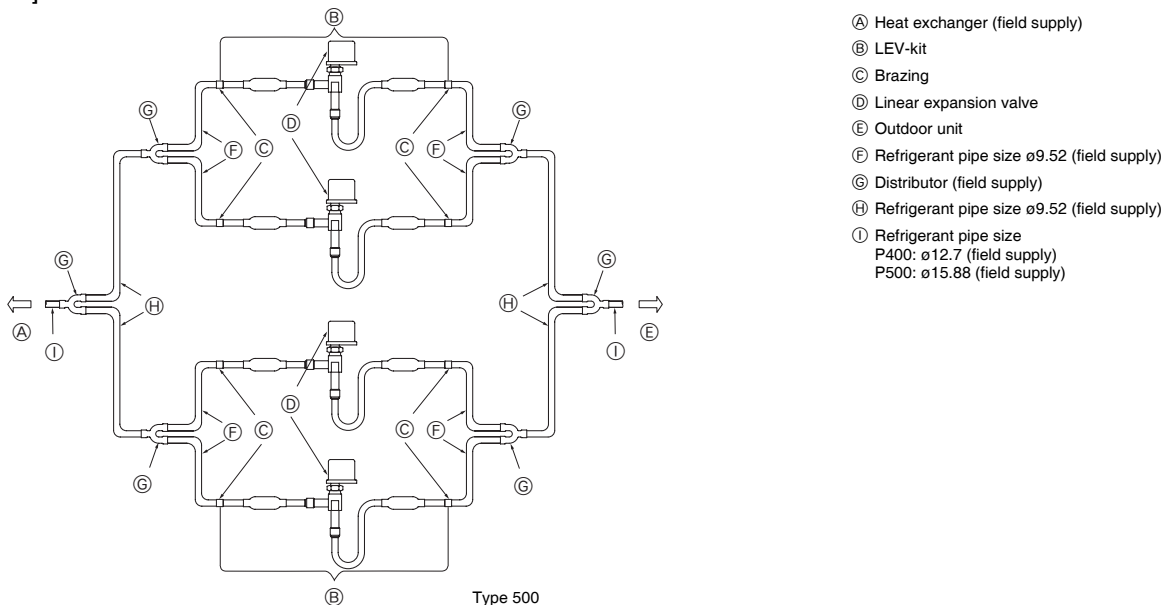 ]
Ⓑ
Ⓖ Ⓓ Ⓖ
Ⓕ Ⓒ Ⓒ Ⓕ
Ⓖ Ⓖ
Ⓗ Ⓗ
Ⓐ Ⓘ Ⓘ Ⓔ
Ⓓ
Ⓕ Ⓒ Ⓒ Ⓕ
Ⓖ Ⓖ
Ⓑ
Type 500
Ⓐ Heat exchanger (field supply)
Ⓑ LEV-kit
Ⓒ Brazing
Ⓓ Linear expansion valve
Ⓔ Outdoor unit
Ⓕ Refrigerant pipe size ø9.52 (field supply)
Ⓖ Distributor (field supply)
Ⓗ Refrigerant pipe size ø9.52 (field supply)
Ⓘ Refrigerant pipe size
P400: ø12.7 (field supply)
P500: ø15.88 (field supply)